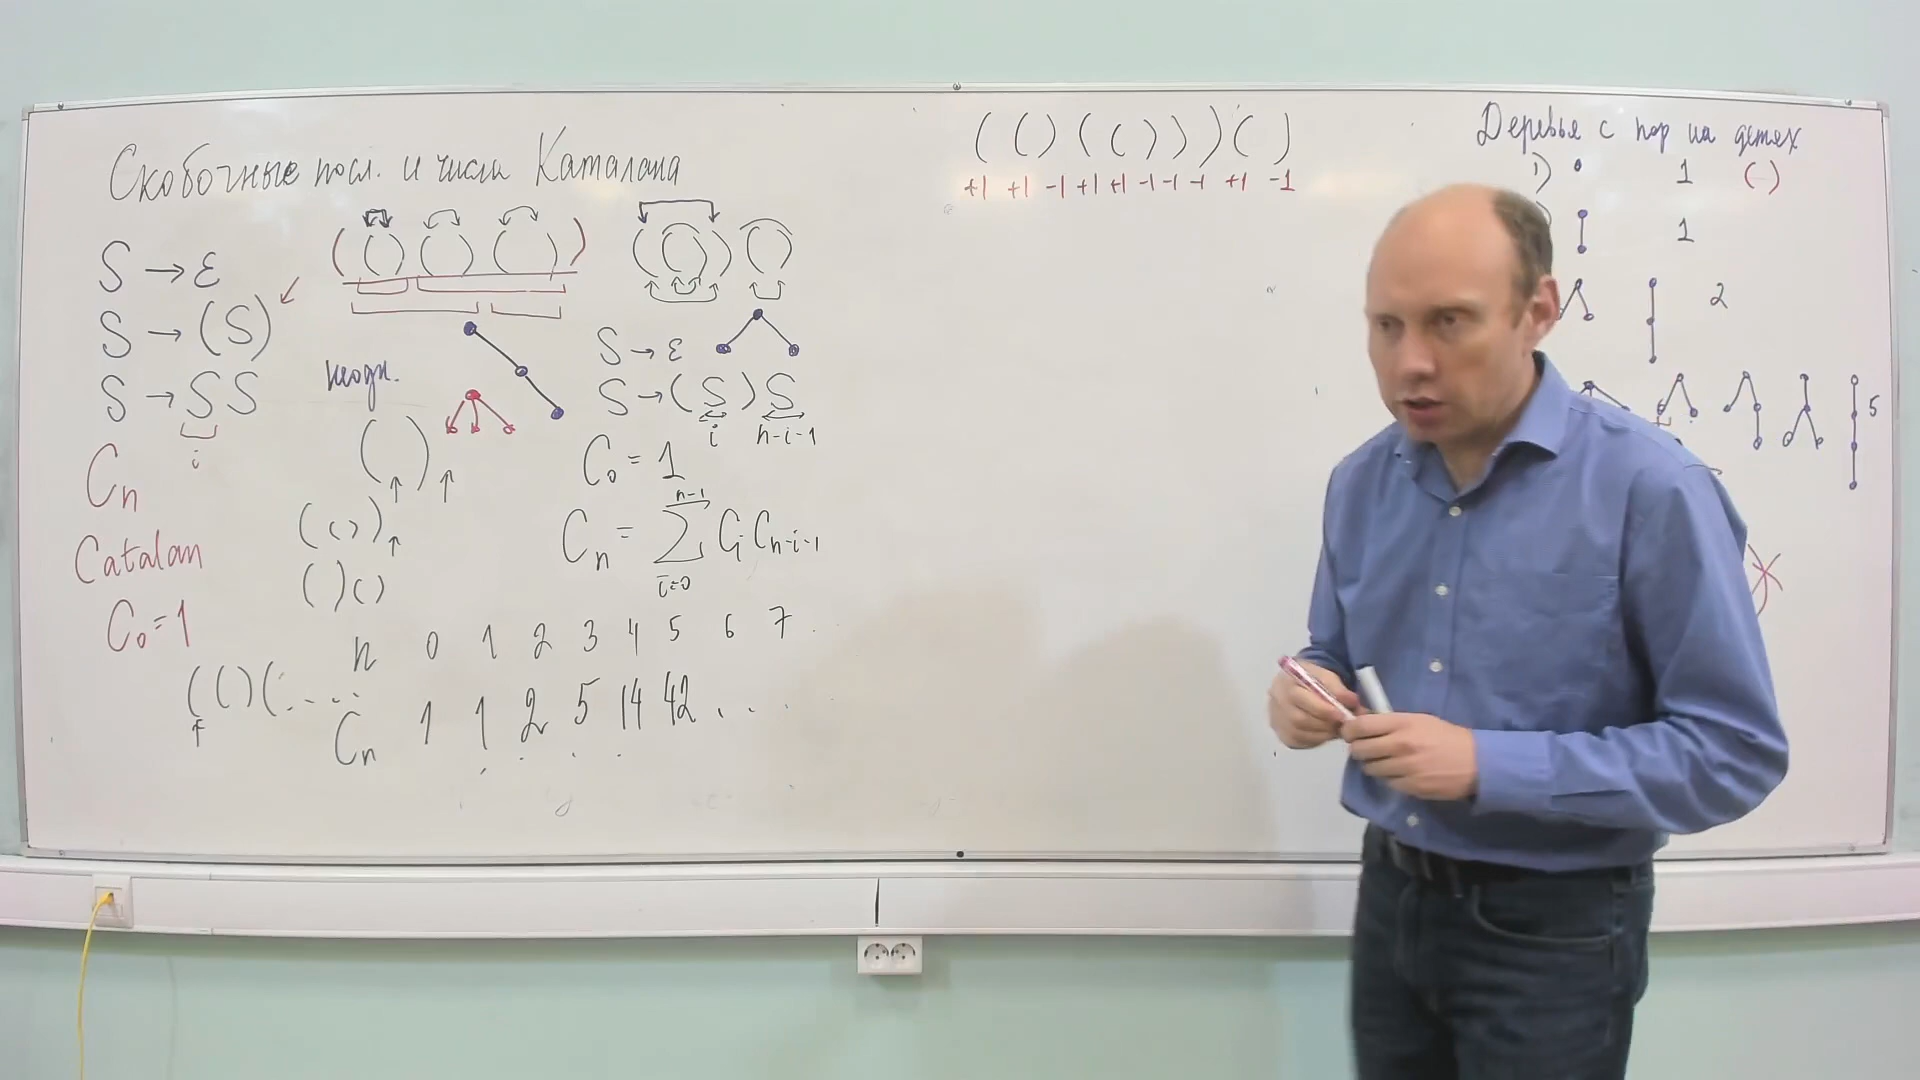 Скобочные посл. и числа Каталана
S → ε
S → (S)
S → SS
i
Cn
Catalan
C₀ = 1
( () () () )
(())()
неодн.
( )
(())
()()
(()(....
S → ε
S → (S)S
i n-i-1
C₀ = 1
n-1
Cn = Σ Ci Cn-i-1
i=0
n 0 1 2 3 4 5 6 7
Cn 1 1 2 5 14 42 ...
(()(()))()
+1 +1 -1 +1 +1 -1 -1 -1 +1 -1
Деревья с пор на детях
1) 1 (-)
1
2
5